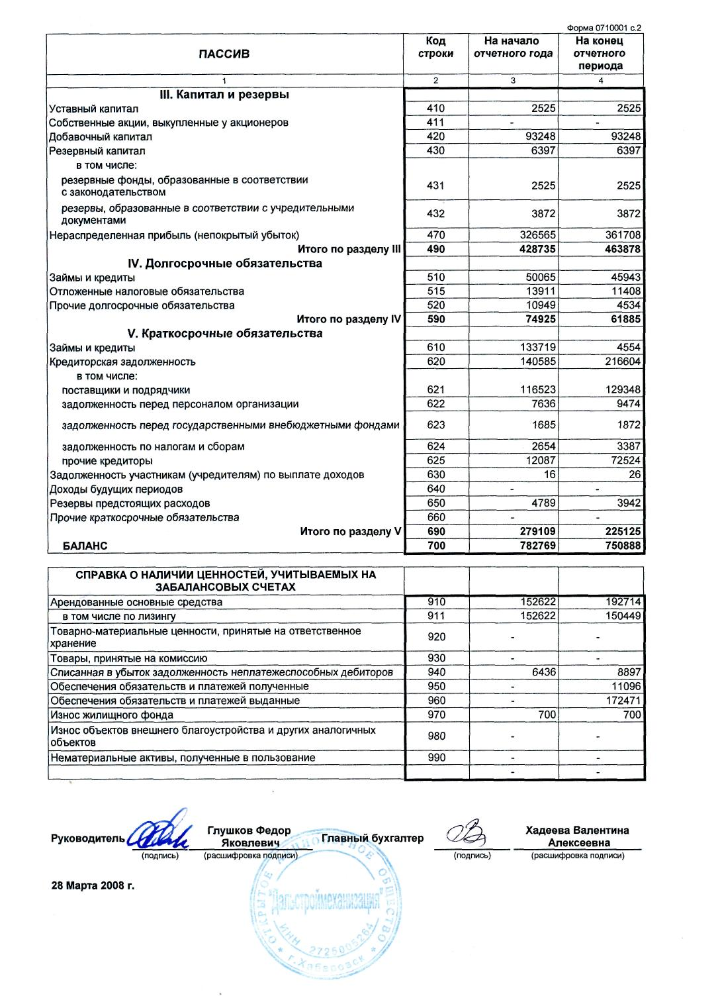 Форма 0710001 с.2
ПАССИВ Код строки На начало отчетного года На конец отчетного периода
1 2 3 4
III. Капитал и резервы
Уставный капитал 410 2525 2525
Собственные акции, выкупленные у акционеров 411 - -
Добавочный капитал 420 93248 93248
Резервный капитал 430 6397 6397
в том числе:
резервные фонды, образованные в соответствии
с законодательством 431 2525 2525
резервы, образованные в соответствии с учредительными
документами 432 3872 3872
Нераспределенная прибыль (непокрытый убыток) 470 326565 361708
Итого по разделу III 490 428735 463878
IV. Долгосрочные обязательства
Займы и кредиты 510 50065 45943
Отложенные налоговые обязательства 515 13911 11408
Прочие долгосрочные обязательства 520 10949 4534
Итого по разделу IV 590 74925 61885
V. Краткосрочные обязательства
Займы и кредиты 610 133719 4554
Кредиторская задолженность 620 140585 216604
в том числе:
поставщики и подрядчики 621 116523 129348
задолженность перед персоналом организации 622 7636 9474
задолженность перед государственными внебюджетными фондами 623 1685 1872
задолженность по налогам и сборам 624 2654 3387
прочие кредиторы 625 12087 72524
Задолженность участникам (учредителям) по выплате доходов 630 16 26
Доходы будущих периодов 640 - -
Резервы предстоящих расходов 650 4789 3942
Прочие краткосрочные обязательства 660 - -
Итого по разделу V 690 279109 225125
БАЛАНС 700 782769 750888
СПРАВКА О НАЛИЧИИ ЦЕННОСТЕЙ, УЧИТЫВАЕМЫХ НА
ЗАБАЛАНСОВЫХ СЧЕТАХ
Арендованные основные средства 910 152622 192714
в том числе по лизингу 911 152622 150449
Товарно-материальные ценности, принятые на ответственное
хранение 920 - -
Товары, принятые на комиссию 930 - -
Списанная в убыток задолженность неплатежеспособных дебиторов 940 6436 8897
Обеспечения обязательств и платежей полученные 950 - 11096
Обеспечения обязательств и платежей выданные 960 - 172471
Износ жилищного фонда 970 700 700
Износ объектов внешнего благоустройства и других аналогичных
объектов 980 - -
Нематериальные активы, полученные в пользование 990 - -
- -
Руководитель Глушков Федор Яковлевич Главный бухгалтер Хадеева Валентина Алексеевна
(подпись) (расшифровка подписи) (подпись) (расшифровка подписи)
28 Марта 2008 г.
ОТКРЫТОЕ АКЦИОНЕРНОЕ ОБЩЕСТВО
"Дальстроймеханизация"
ИНН 2725005264
г.Хабаровск